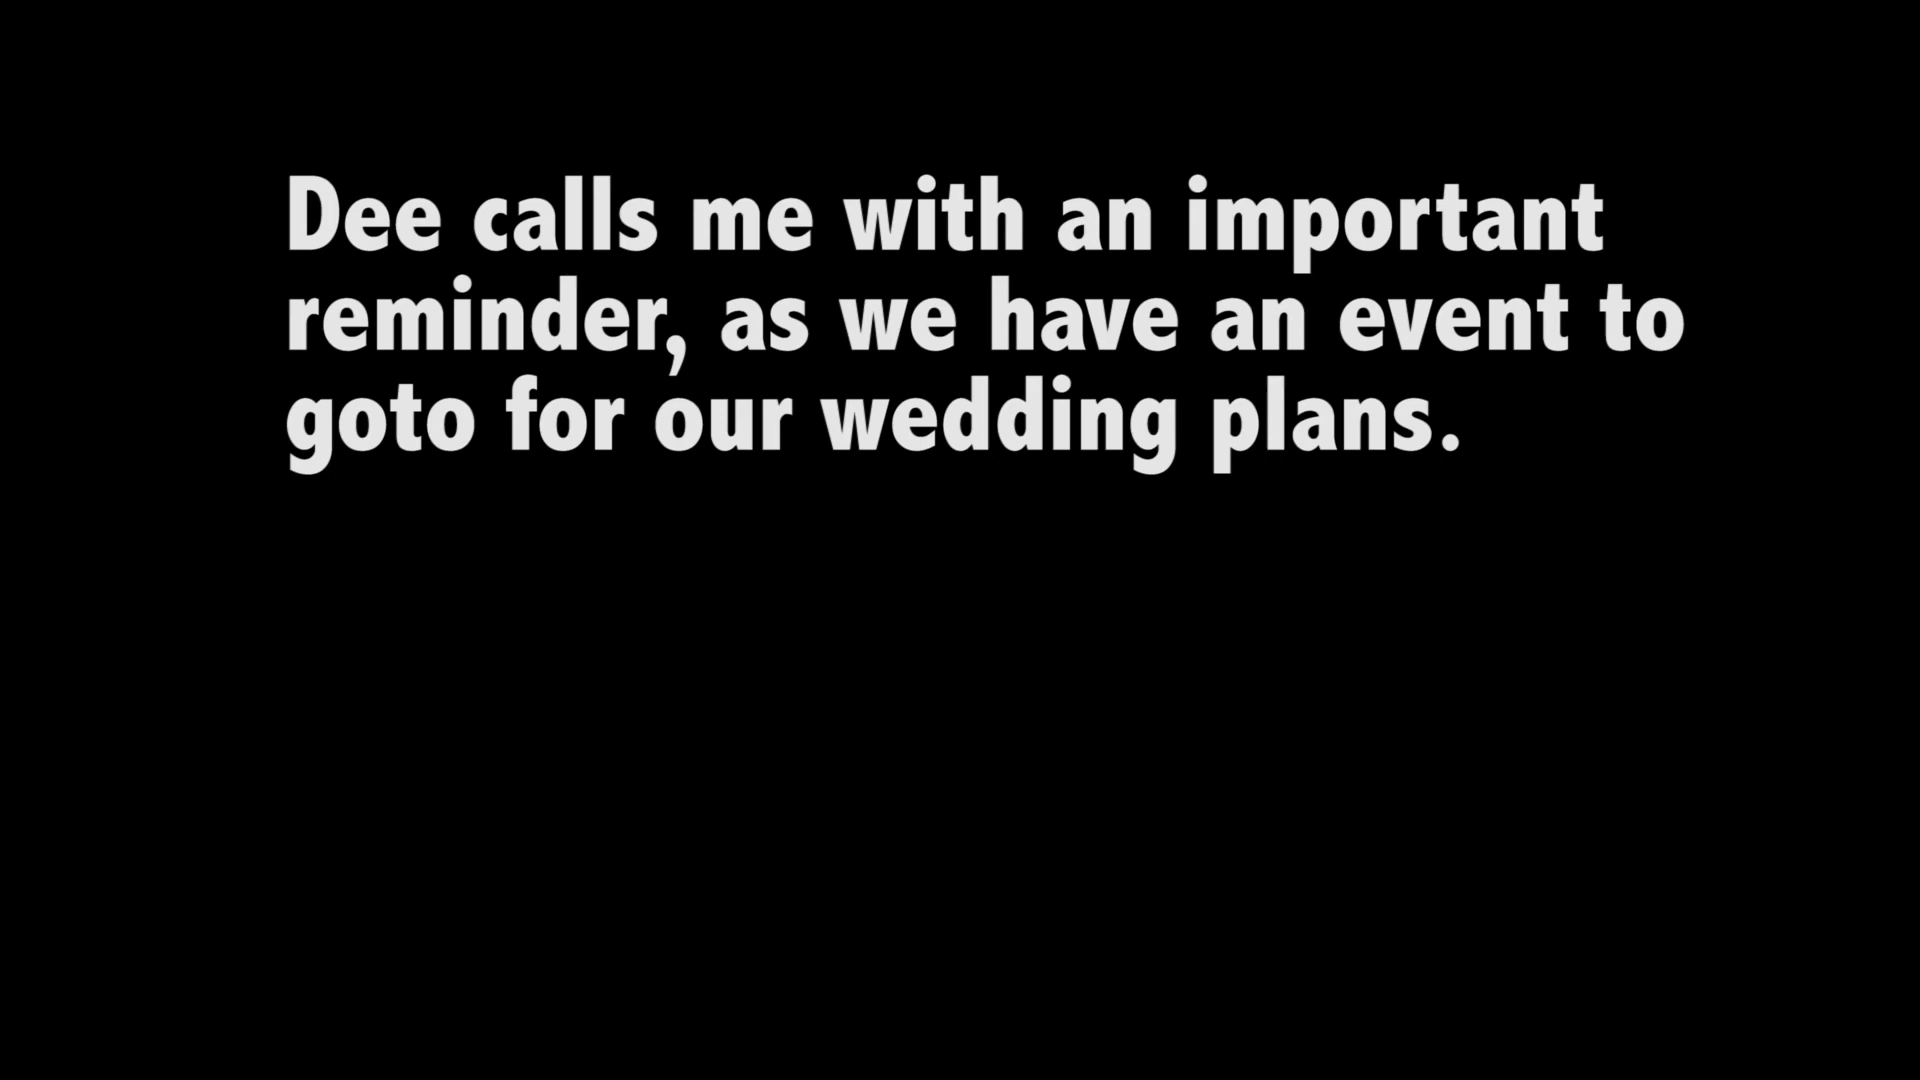 Dee calls me with an important
reminder, as we have an event to
goto for our wedding plans.